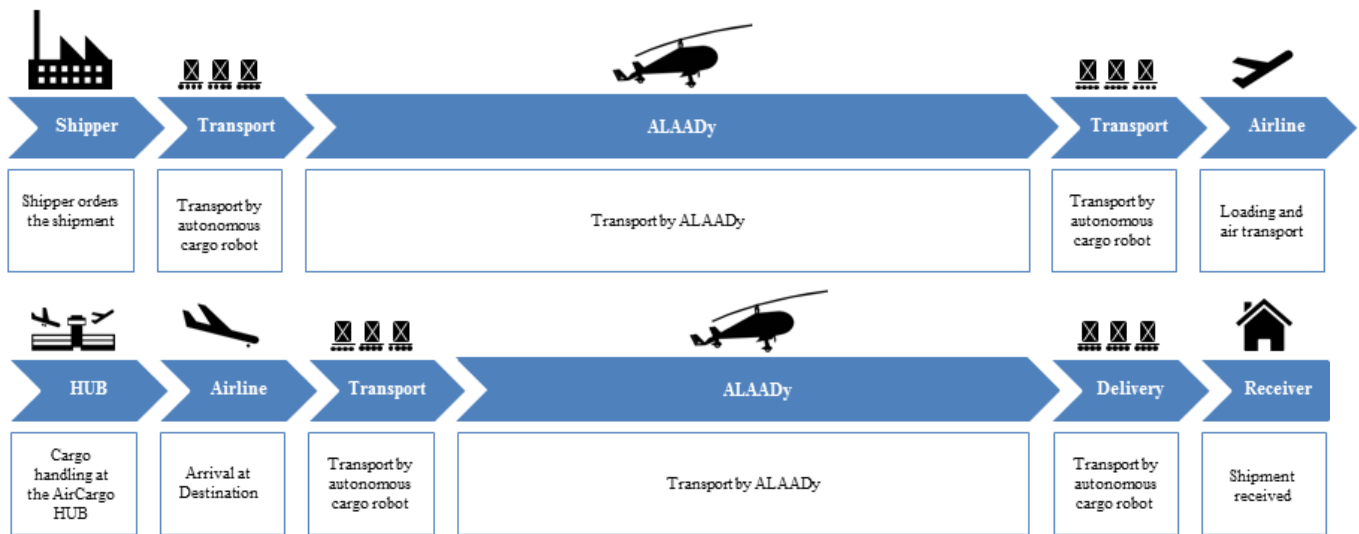 Shipper
Transport
ALAADy
Transport
Airline
Shipper orders
the shipment
Transport by
autonomous
cargo robot
Transport by ALAADy
Transport by
autonomous
cargo robot
Loading and
air transport
HUB
Airline
Transport
ALAADy
Delivery
Receiver
Cargo
handling at
the AirCargo
HUB
Arrival at
Destination
Transport by
autonomous
cargo robot
Transport by ALAADy
Transport by
autonomous
cargo robot
Shipment
received